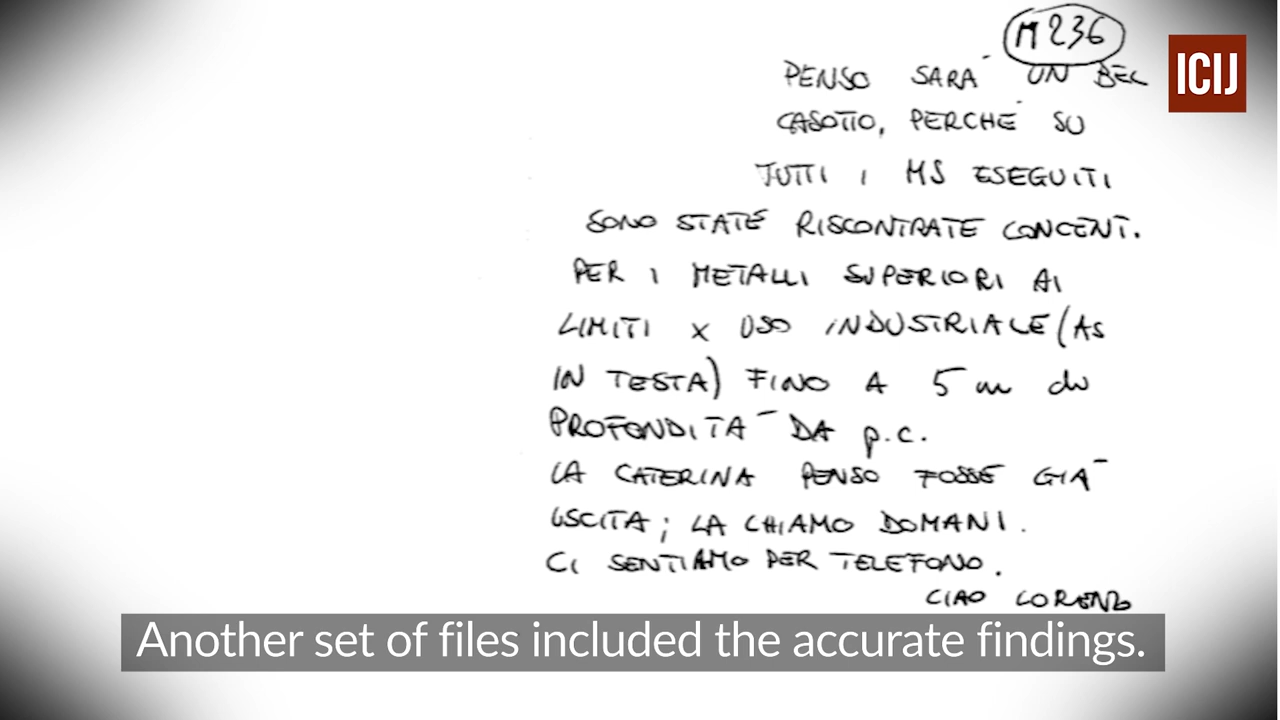 M236
ICIJ
PENSO SARA´ UN BEL
CASOTTO, PERCHE´ SU
TUTTI I MS ESEGUITI
SONO STATE RISCONTRATE CONCENT.
PER I METALLI SUPERIORI AI
LIMITI x USO INDUSTRIALE (AS
IN TESTA) FINO A 5 m di
PROFONDITA´ DA p.c.
LA CATERINA PENSO FOSSE GIA´
USCITA; LA CHIAMO DOMANI.
CI SENTIAMO PER TELEFONO.
CIAO LORENZO
Another set of files included the accurate findings.